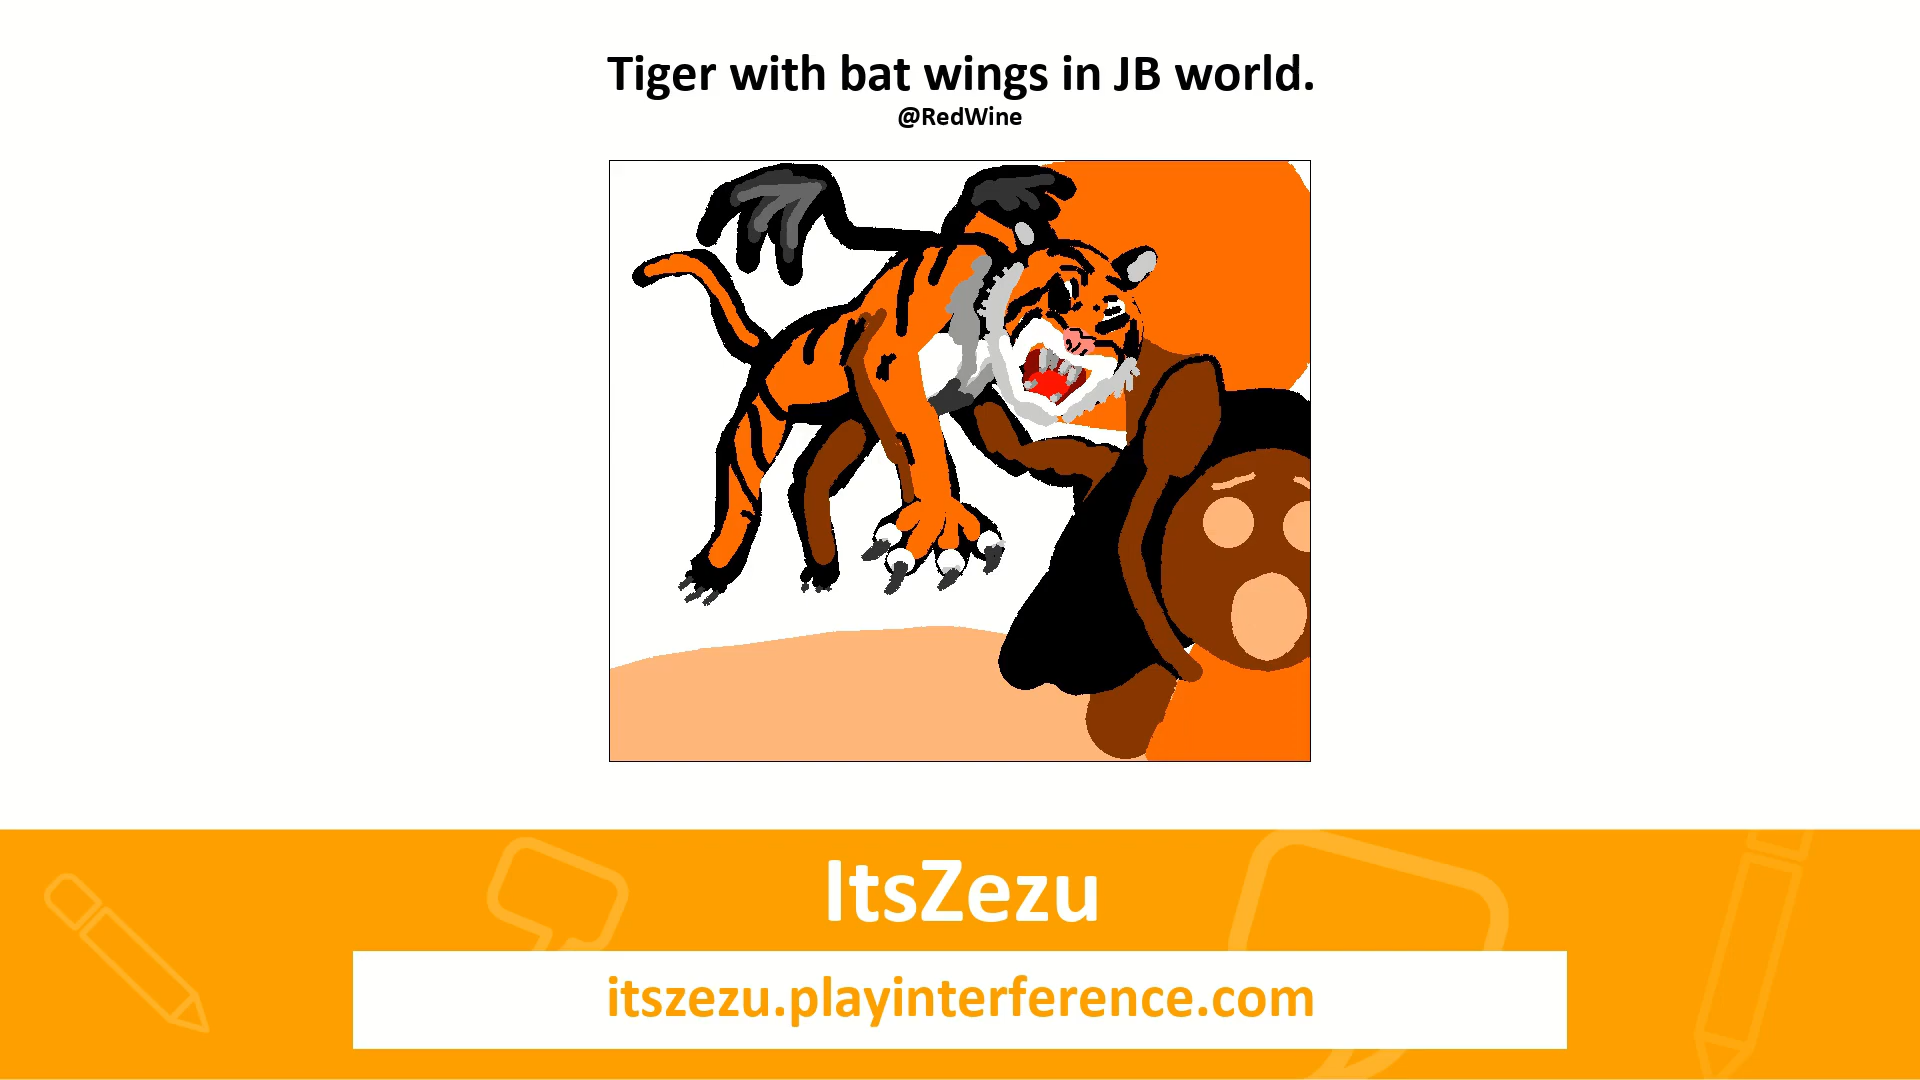 Tiger with bat wings in JB world.
@RedWine
ItsZezu
itszezu.playinterference.com